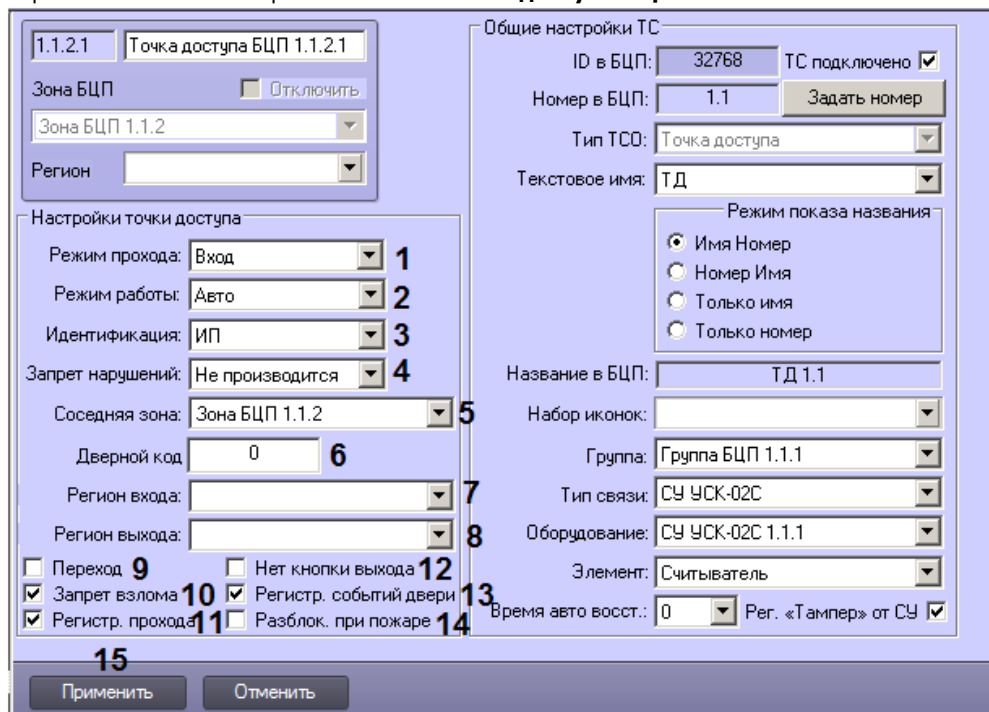 1.1.2.1 Точка доступа БЦП 1.1.2.1
Зона БЦП Отключить
Зона БЦП 1.1.2
Регион
Настройки точки доступа
Режим прохода: Вход 1
Режим работы: Авто 2
Идентификация: ИП 3
Запрет нарушений: Не производится 4
Соседняя зона: Зона БЦП 1.1.2 5
Дверной код 0 6
Регион входа: 7
Регион выхода: 8
Переход 9 Нет кнопки выхода 12
Запрет взлома 10 Регистр. событий двери 13
Регистр. прохода 11 Разблок. при пожаре 14
Общие настройки ТС
ID в БЦП: 32768 ТС подключено
Номер в БЦП: 1.1 Задать номер
Тип ТСО: Точка доступа
Текстовое имя: ТД
Режим показа названия
Имя Номер
Номер Имя
Только имя
Только номер
Название в БЦП: ТД 1.1
Набор иконок:
Группа: Группа БЦП 1.1.1
Тип связи: СУ УСК-02С
Оборудование: СУ УСК-02С 1.1.1
Элемент: Считыватель
Время авто восст.: 0 Рег. «Тампер» от СУ
15
Применить Отменить